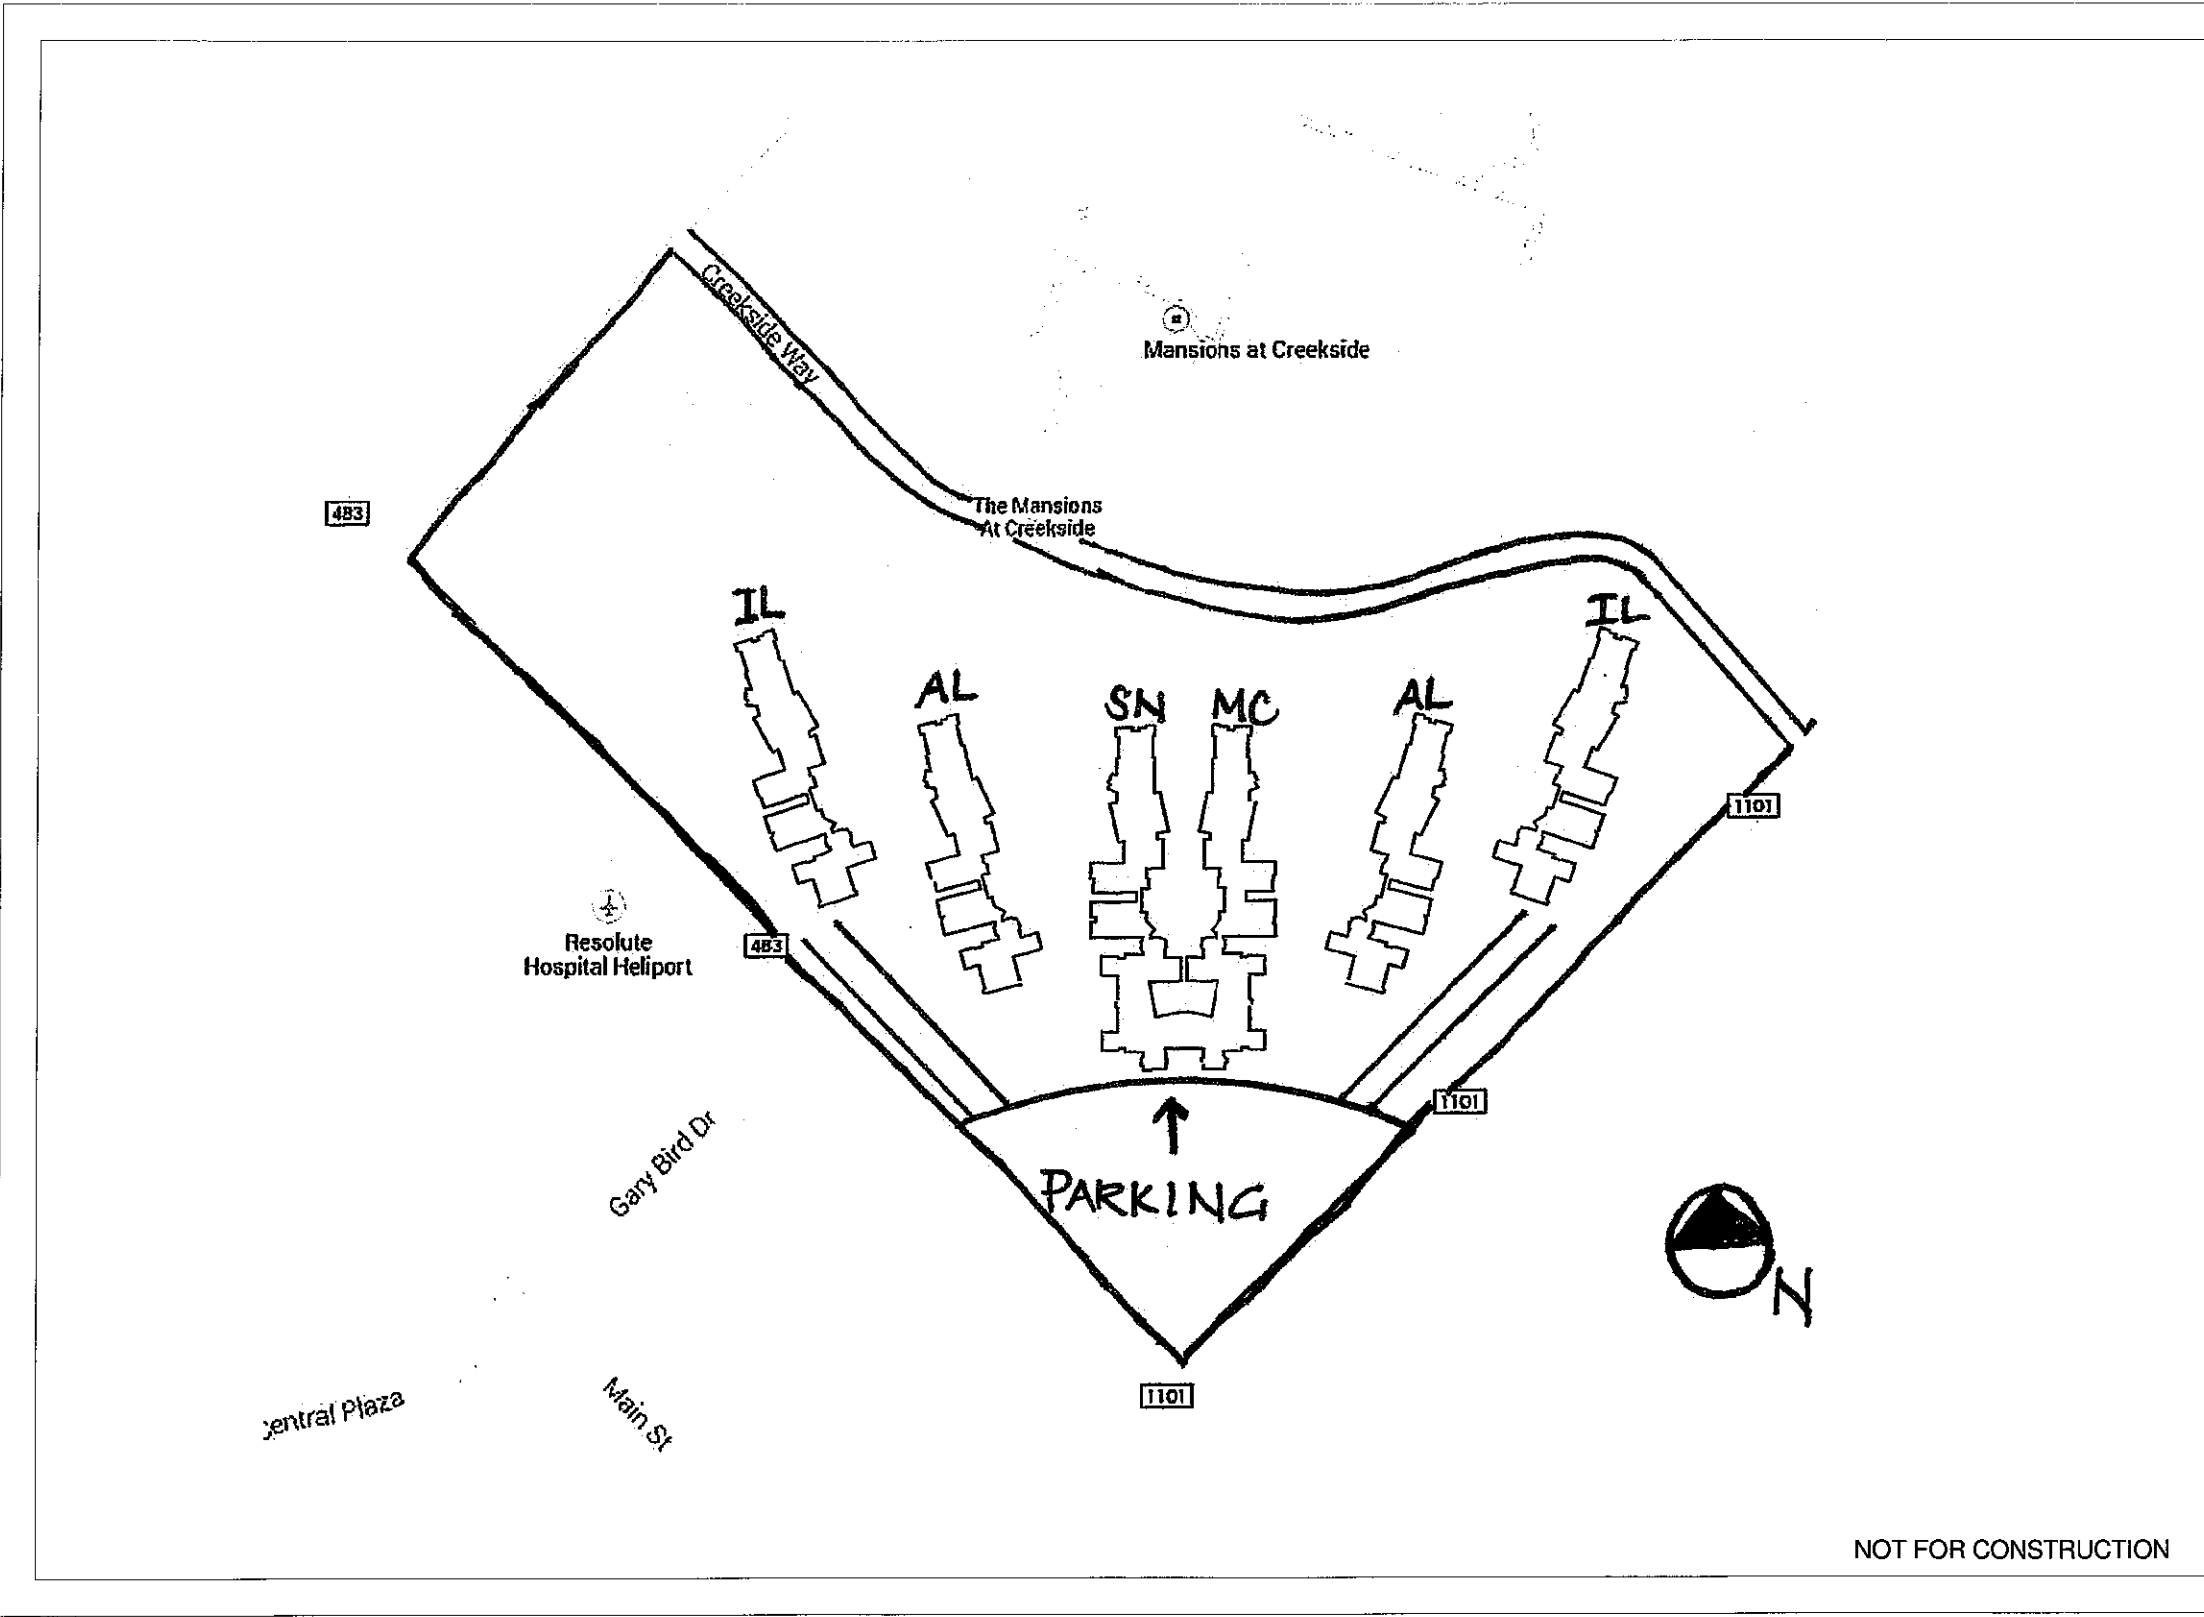 Creekside Way
Mansions at Creekside
The Mansions
At Creekside
483
IL
IL
AL
SN
MC
AL
1101
Resolute
Hospital Heliport
483
1101
Gary Bird Dr
PARKING
N
1101
Central Plaza
Main St
NOT FOR CONSTRUCTION